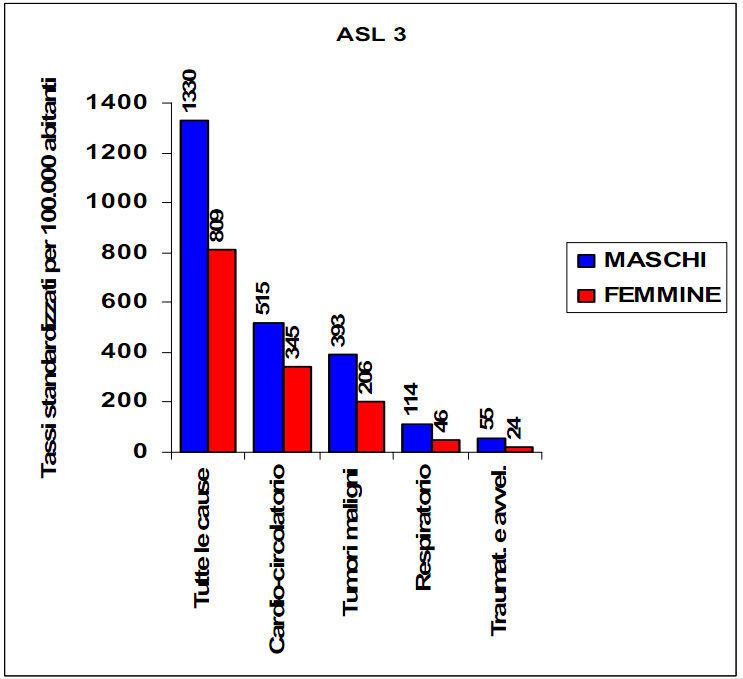 ASL 3
Tassi standardizzati per 100.000 abitanti
1400
1200
1000
800
600
400
200
0
1330
809
515
345
393
206
114
46
55
24
Tutte le cause
Cardio-circolatorio
Tumori maligni
Respiratorio
Traumat. e avvel.
MASCHI
FEMMINE